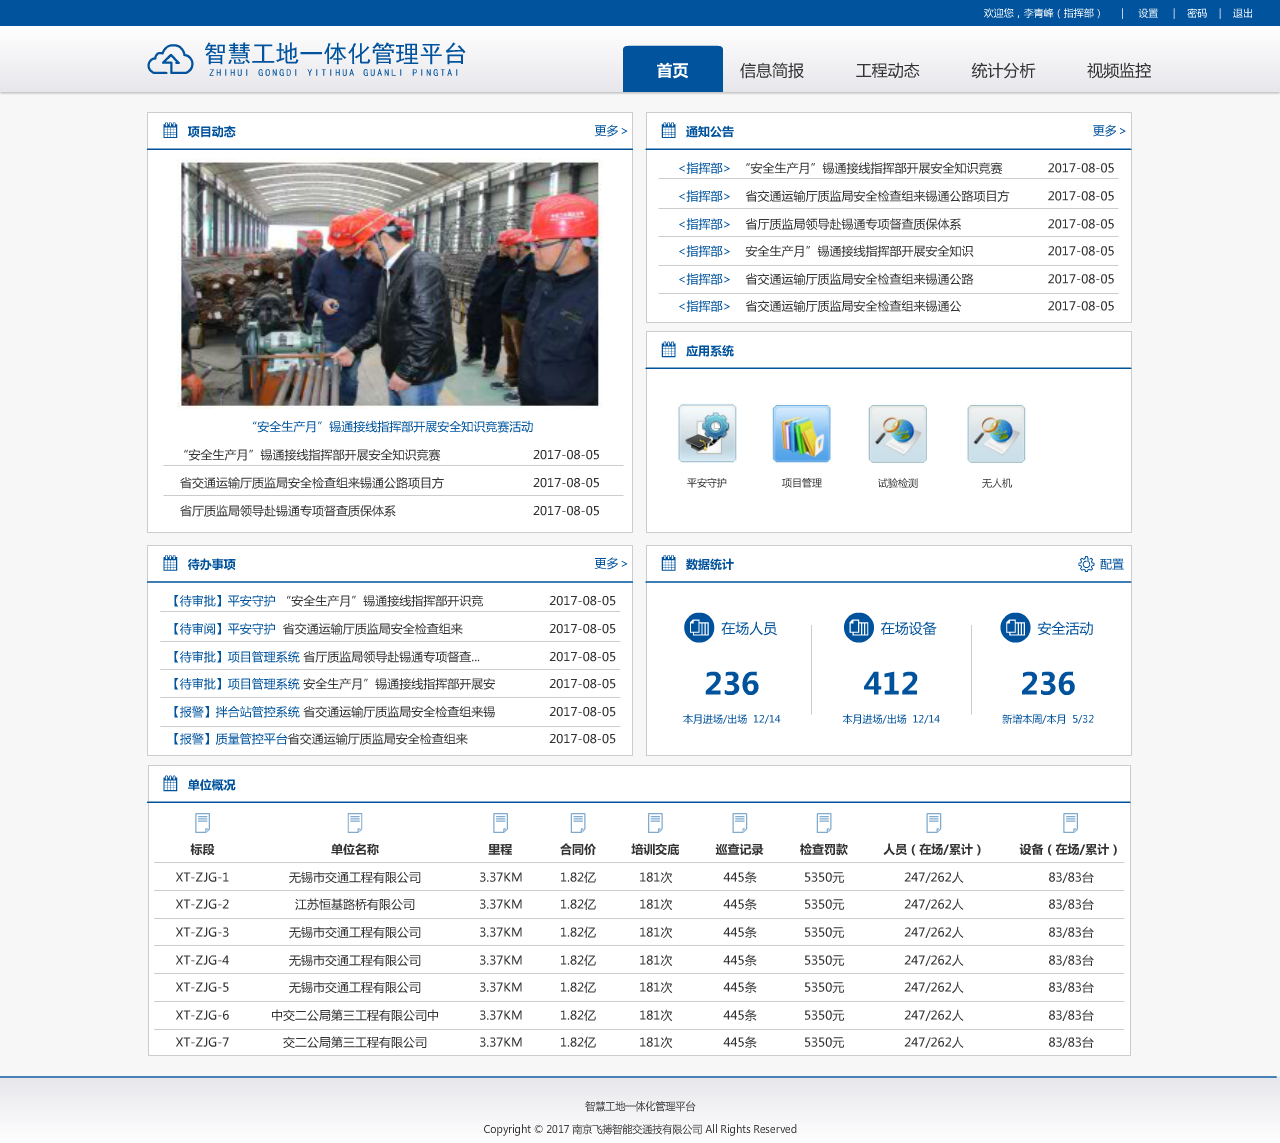 欢迎您，李青峰（指挥部） | 设置 | 密码 | 退出
智慧工地一体化管理平台
ZHIHUI GONGDI YITIHUA GUANLI PINGTAI
首页 信息简报 工程动态 统计分析 视频监控
项目动态 更多 >
“安全生产月”锡通接线指挥部开展安全知识竞赛活动
“安全生产月”锡通接线指挥部开展安全知识竞赛 2017-08-05
省交通运输厅质监局安全检查组来锡通公路项目方 2017-08-05
省厅质监局领导赴锡通专项督查质保体系 2017-08-05
通知公告 更多 >
<指挥部> “安全生产月”锡通接线指挥部开展安全知识竞赛 2017-08-05
<指挥部> 省交通运输厅质监局安全检查组来锡通公路项目方 2017-08-05
<指挥部> 省厅质监局领导赴锡通专项督查质保体系 2017-08-05
<指挥部> 安全生产月”锡通接线指挥部开展安全知识 2017-08-05
<指挥部> 省交通运输厅质监局安全检查组来锡通公路 2017-08-05
<指挥部> 省交通运输厅质监局安全检查组来锡通公 2017-08-05
应用系统
平安守护 项目管理 试验检测 无人机
待办事项 更多 >
【待审批】平安守护 “安全生产月”锡通接线指挥部开识竞 2017-08-05
【待审阅】平安守护 省交通运输厅质监局安全检查组来 2017-08-05
【待审批】项目管理系统 省厅质监局领导赴锡通专项督查... 2017-08-05
【待审批】项目管理系统 安全生产月”锡通接线指挥部开展安 2017-08-05
【报警】拌合站管控系统 省交通运输厅质监局安全检查组来锡 2017-08-05
【报警】质量管控平台省交通运输厅质监局安全检查组来 2017-08-05
数据统计 配置
在场人员 在场设备 安全活动
236 412 236
本月进场/出场 12/14 本月进场/出场 12/14 新增本周/本月 5/32
单位概况
标段 单位名称 里程 合同价 培训交底 巡查记录 检查罚款 人员（在场/累计） 设备（在场/累计）
XT-ZJG-1 无锡市交通工程有限公司 3.37KM 1.82亿 181次 445条 5350元 247/262人 83/83台
XT-ZJG-2 江苏恒基路桥有限公司 3.37KM 1.82亿 181次 445条 5350元 247/262人 83/83台
XT-ZJG-3 无锡市交通工程有限公司 3.37KM 1.82亿 181次 445条 5350元 247/262人 83/83台
XT-ZJG-4 无锡市交通工程有限公司 3.37KM 1.82亿 181次 445条 5350元 247/262人 83/83台
XT-ZJG-5 无锡市交通工程有限公司 3.37KM 1.82亿 181次 445条 5350元 247/262人 83/83台
XT-ZJG-6 中交二公局第三工程有限公司中 3.37KM 1.82亿 181次 445条 5350元 247/262人 83/83台
XT-ZJG-7 交二公局第三工程有限公司 3.37KM 1.82亿 181次 445条 5350元 247/262人 83/83台
智慧工地一体化管理平台
Copyright © 2017 南京飞搏智能交通技有限公司 All Rights Reserved